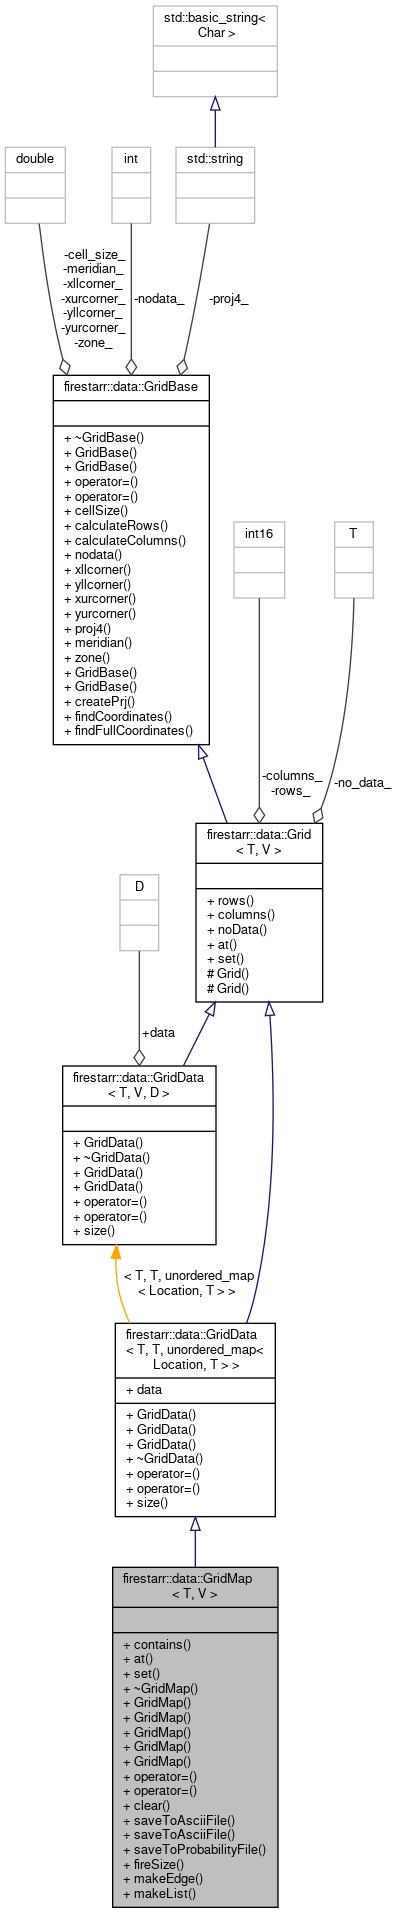 std::basic_string<
Char >
double
int
std::string
-cell_size_
-meridian_
-xllcorner_
-xurcorner_
-yllcorner_
-yurcorner_
-zone_
-nodata_
-proj4_
firestarr::data::GridBase
+ ~GridBase()
+ GridBase()
+ GridBase()
+ operator=()
+ operator=()
+ cellSize()
+ calculateRows()
+ calculateColumns()
+ nodata()
+ xllcorner()
+ yllcorner()
+ xurcorner()
+ yurcorner()
+ proj4()
+ meridian()
+ zone()
+ GridBase()
+ GridBase()
+ createPrj()
+ findCoordinates()
+ findFullCoordinates()
int16
T
-columns_
-rows_
-no_data_
firestarr::data::Grid
< T, V >
+ rows()
+ columns()
+ noData()
+ at()
+ set()
# Grid()
# Grid()
D
+data
firestarr::data::GridData
< T, V, D >
+ GridData()
+ ~GridData()
+ GridData()
+ GridData()
+ operator=()
+ operator=()
+ size()
< T, T, unordered_map
< Location, T > >
firestarr::data::GridData
< T, T, unordered_map<
Location, T > >
+ data
+ GridData()
+ GridData()
+ GridData()
+ ~GridData()
+ operator=()
+ operator=()
+ size()
firestarr::data::GridMap
< T, V >
+ contains()
+ at()
+ set()
+ ~GridMap()
+ GridMap()
+ GridMap()
+ GridMap()
+ GridMap()
+ GridMap()
+ operator=()
+ operator=()
+ clear()
+ saveToAsciiFile()
+ saveToAsciiFile()
+ saveToProbabilityFile()
+ fireSize()
+ makeEdge()
+ makeList()